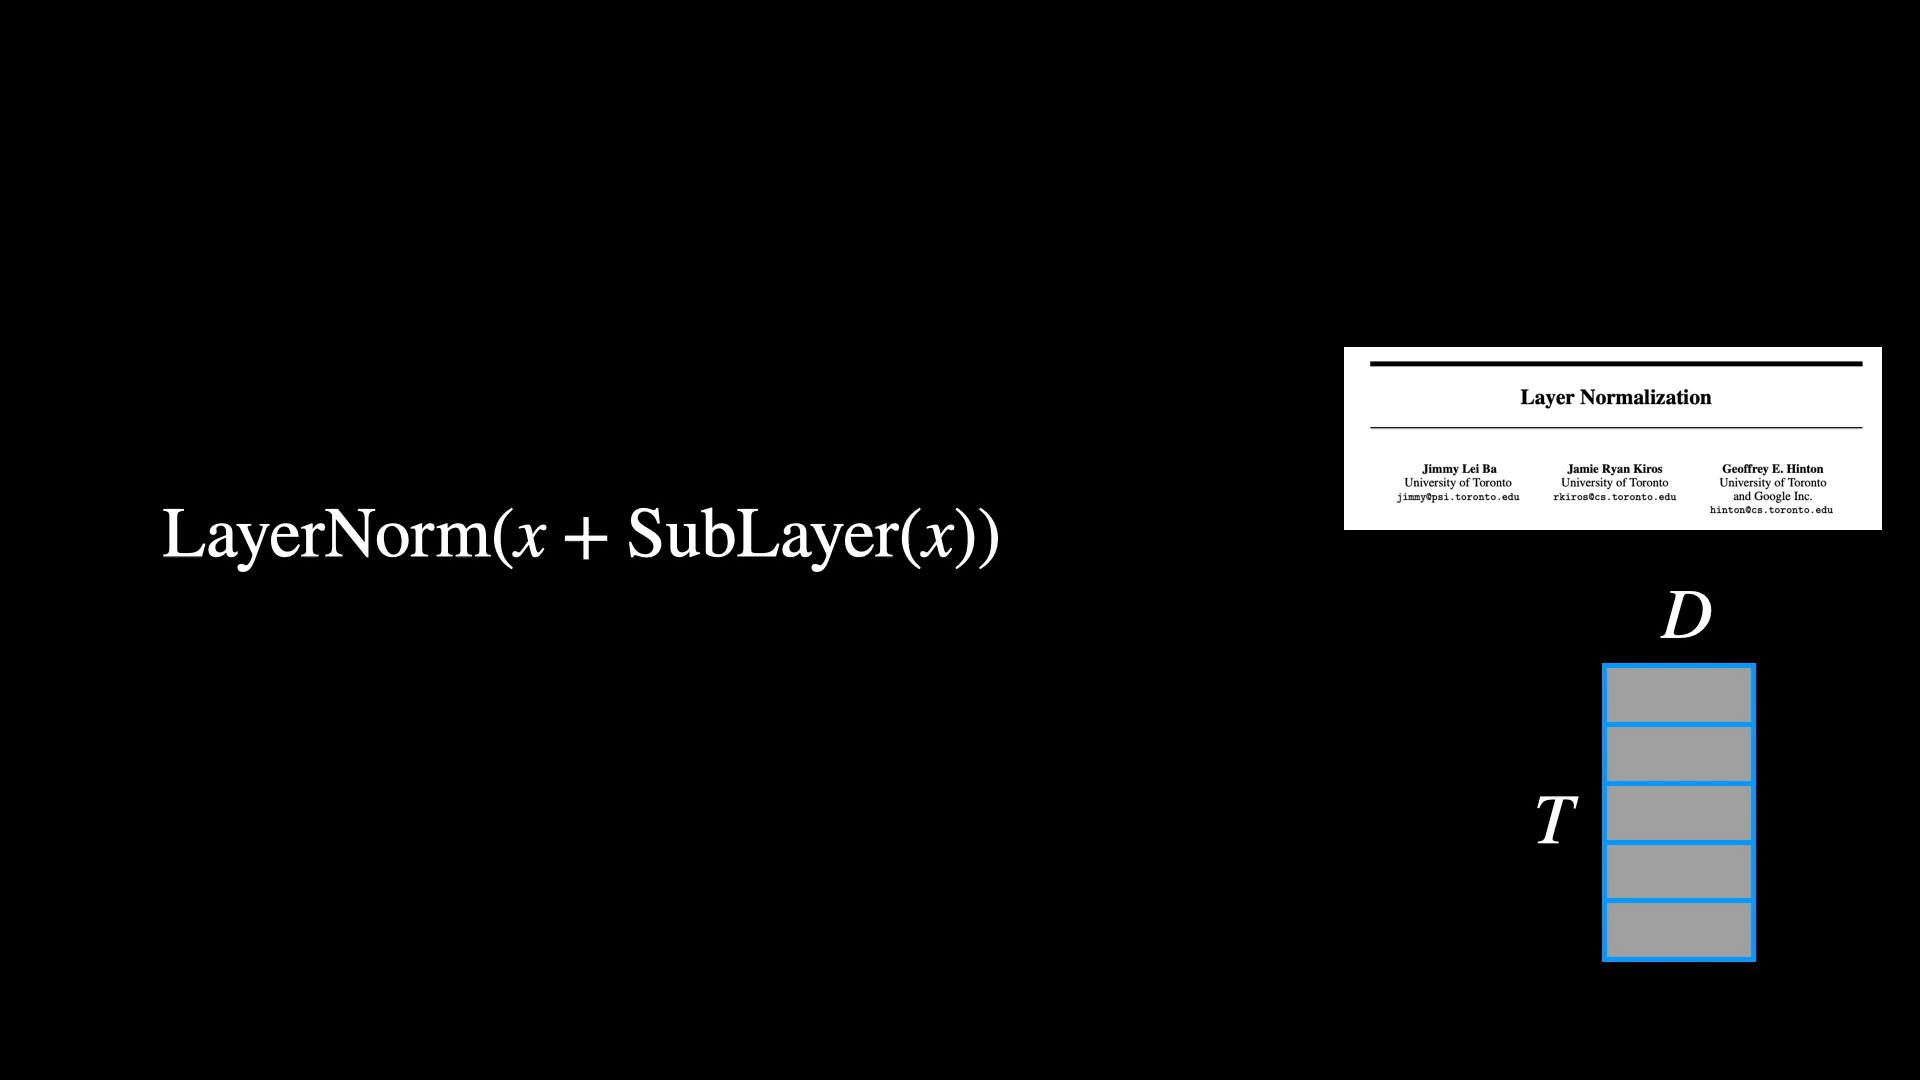 LayerNorm(x + SubLayer(x))
Layer Normalization
Jimmy Lei Ba
University of Toronto
jimmy@psi.toronto.edu
Jamie Ryan Kiros
University of Toronto
rkiros@cs.toronto.edu
Geoffrey E. Hinton
University of Toronto
and Google Inc.
hinton@cs.toronto.edu
D
T